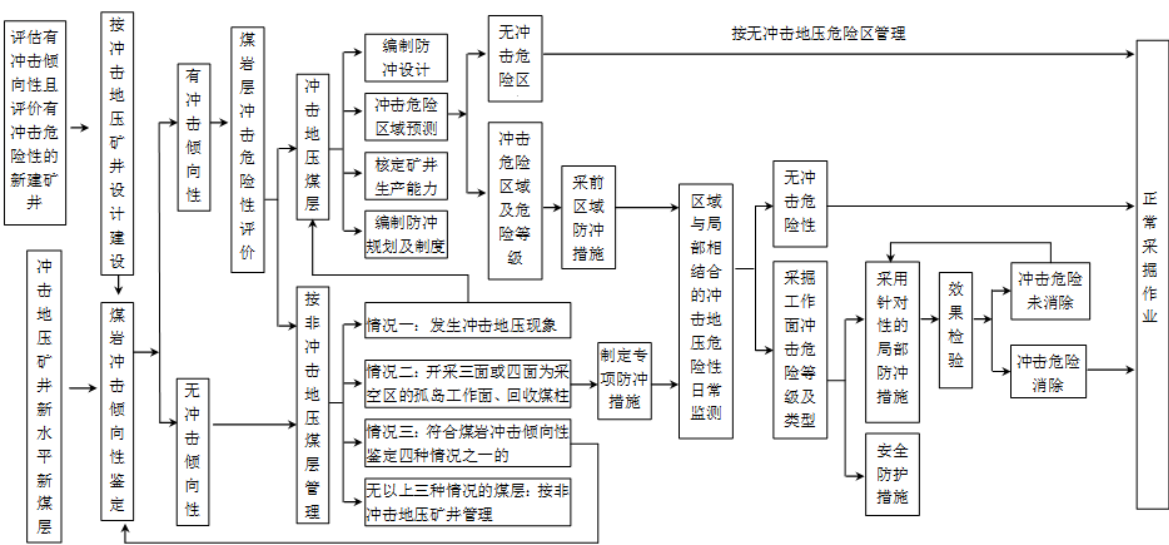 评估有
冲击倾
向性且
评价有
冲击危
险性的
新建矿
井
冲击地压矿井新水平新煤层
按冲击地压矿井设计建设
煤岩冲击倾向性鉴定
有冲击倾向性
无冲击倾向性
煤岩层冲击危险性评价
冲击地压煤层
按非冲击地压煤层管理
编制防
冲设计
冲击危险
区域预测
核定矿井
生产能力
编制防冲
规划及制度
情况一：发生冲击地压现象
情况二：开采三面或四面为采
空区的孤岛工作面、回收煤柱
情况三：符合煤岩冲击倾向性
鉴定四种情况之一的
无以上三种情况的煤层：按非
冲击地压矿井管理
无冲
击危
险区
冲击
危险
区域
及危
险等
级
采前
区域
防冲
措施
制定专
项防冲
措施
按无冲击地压危险区管理
区域
与局
部相
结合
的冲
击地
压危
险性
日常
监测
无冲
击危
险性
采掘
工作
面冲
击危
险等
级及
类型
采用
针对
性的
局部
防冲
措施
安全
防护
措施
效果检验
冲击危险
未消除
冲击危险
消除
正常采掘作业